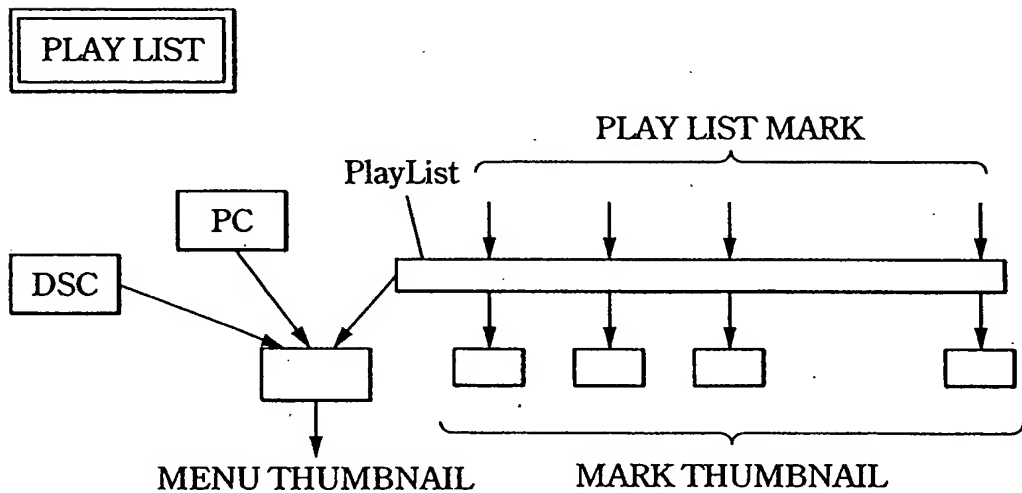 PLAY LIST
PLAY LIST MARK
PlayList
PC
DSC
MENU THUMBNAIL
MARK THUMBNAIL